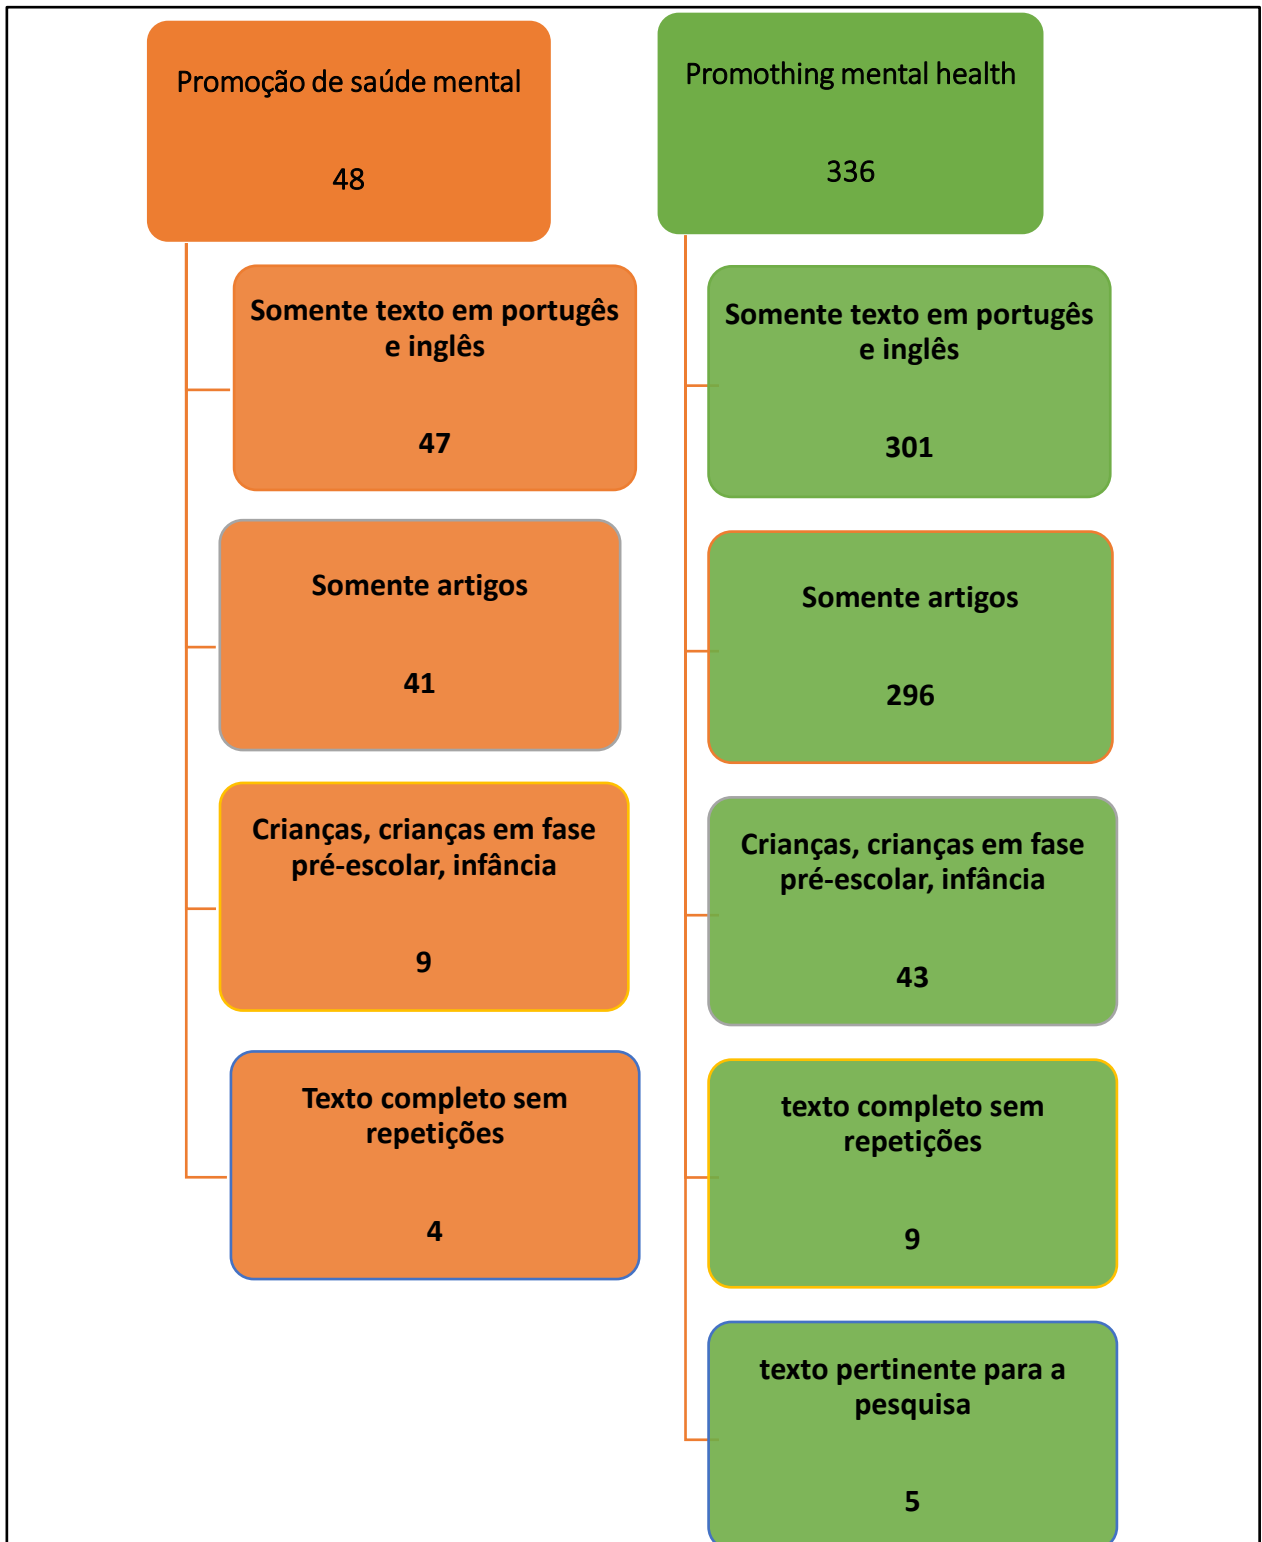 Promoção de saúde mental
48
Somente texto em portugês
e inglês
47
Somente artigos
41
Crianças, crianças em fase
pré-escolar, infância
9
Texto completo sem
repetições
4
Promothing mental health
336
Somente texto em portugês
e inglês
301
Somente artigos
296
Crianças, crianças em fase
pré-escolar, infância
43
texto completo sem
repetições
9
texto pertinente para a
pesquisa
5